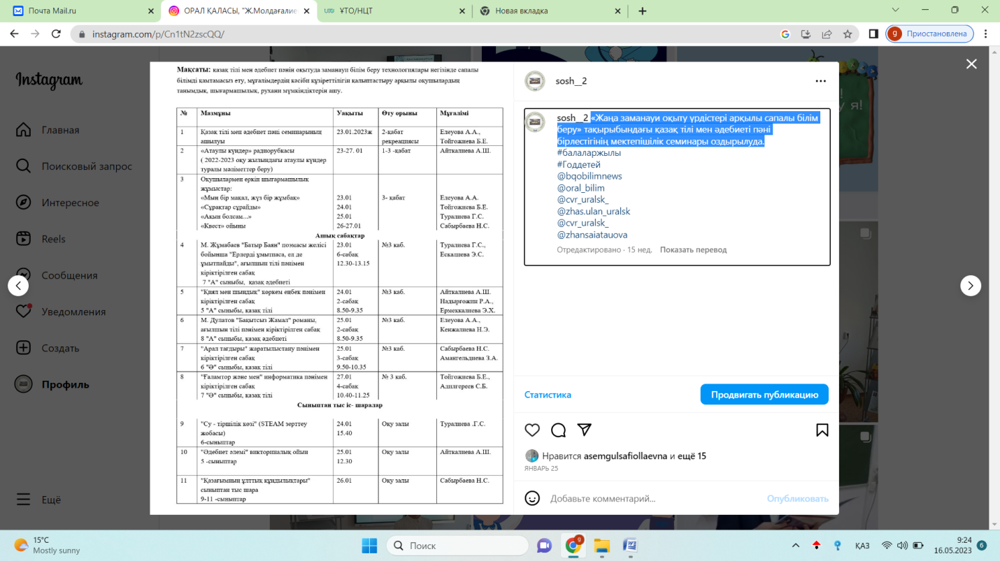 Почта Mail.ru
ОРАЛ ҚАЛАСЫ, "Ж.Молдағалие
ҰТО/НЦТ
Новая вкладка
instagram.com/p/Cn1tN2zscQQ/
Приостановлена
Instagram
Главная
Поисковый запрос
Интересное
Reels
Сообщения
Уведомления
Создать
Профиль
Ещё
Мақсаты: қазақ тілі мен әдебиет пәнін оқытуда заманауи білім беру технологиялары негізінде сапалы
білімді қамтамасыз ету, мұғалімдердің кәсіби құзіреттілігін қалыптастыру арқылы оқушылардың
танымдық, шығармашылық, рухани мүмкіндіктерін ашу.
№ Мазмұны Уақыты Өту орыны Мұғалімі
1 Қазақ тілі мен әдебиет пәні семинарының 23.01.2023ж 2-қабат Елеуова А.А.,
ашылуы рекреациясы Тойғожиева Б.Е.
2 «Атаулы күндер» радиорубкасы 23-27. 01 1-3 -қабат Айткалиева А.Ш.
( 2022-2023 оқу жылындағы атаулы күндер
туралы мәліметтер беру)
3 Оқушылармен еркін шығармашылық
жұмыстар:
«Мың бір мақал, жүз бір жұмбақ» 23.01 3- қабат Елеуова А.А.
«Сұрақтар сұрайды» 24.01 Тойгожиева Б.Е.
«Ақын болсам...» 25.01 Туралиева Г.С.
«Квест» ойыны 26-27.01 Сабырбаева Н.С.
Ашық сабақтар
4 М. Жұмабаев "Батыр Баян" поэмасы желісі 23.01 №3 каб. Туралиева Г.С.,
бойынша "Ерлерді ұмытпаса, ел де 6-сабақ Ескалиева Э.С.
ұмытпайды", ағылшын тілі пәнімен 12.30-13.15
кіріктірілген сабақ
7 "А" сыныбы, қазақ әдебиеті
5 "Қиял мен шындық" көркем еңбек пәнімен 24.01 №3 каб. Айткалиева А.Ш.
кіріктірілген сабақ 2-сабақ Надырғожин Р.А.,
5 "А" сыныбы, қазақ тілі 8.50-9.35 Ермеккалиева Э.Х.
6 М. Дулатов "Бақытсыз Жамал" романы, 25.01 №3 каб. Елеуова А.А.,
ағылшын тілі пәнімен кіріктірілген сабақ 2-сабақ Кенжалиева Н.Э.
8 "А" сыныбы, қазақ әдебиеті 8.50-9.35
7 "Арал тағдыры" жаратылыстану пәнімен 25.01 №3 каб. Сабырбаева Н.С.
кіріктірілген сабақ 3-сабақ Амангельдиева З.А.
6 "Ә" сыныбы, қазақ тілі 9.50-10.35
8 "Ғаламтор және мен" информатика пәнімен 27.01 № 3 каб. Тойгожиева Б.Е.,
кіріктірілген сабақ 4-сабақ Адилгереев С.Б.
7 "Ә" сыныбы, қазақ тілі 10.40-11.25
Сыныптан тыс іс- шаралар
9 "Су - тіршілік көзі" (STEAM зерттеу 24.01 Оқу залы Туралиева .Г.С.
жобасы) 15.40
6-сыныптар
10 "Әдебиет әлемі" викториналық ойын 25.01 Оқу залы Айткалиева А.Ш.
5 -сыныптар 12.30
11 "Қазағымның ұлттық құндылықтары" 26.01 Оқу залы Сабырбаева Н.С.
сыныптан тыс шара
9-11 -сыныптар
sosh__2
sosh__2 «Жаңа заманауи оқыту үрдістері арқылы сапалы білім
беру» тақырыбындағы қазақ тілі мен әдебиеті пәні
бірлестігінің мектепішілік семинары оздырылуда.
#балаларжылы
#Годдетей
@bqobilimnews
@oral_bilim
@cvr_uralsk_
@zhas.ulan_uralsk
@cvr_uralsk_
@zhansaiatauova
Отредактировано · 15 нед. Показать перевод
Статистика
Продвигать публикацию
Нравится asemgulsafiollaevna и ещё 15
ЯНВАРЬ 25
Добавьте комментарий...
Опубликовать
15°C
Mostly sunny
Поиск
ҚАЗ
9:24
16.05.2023
6